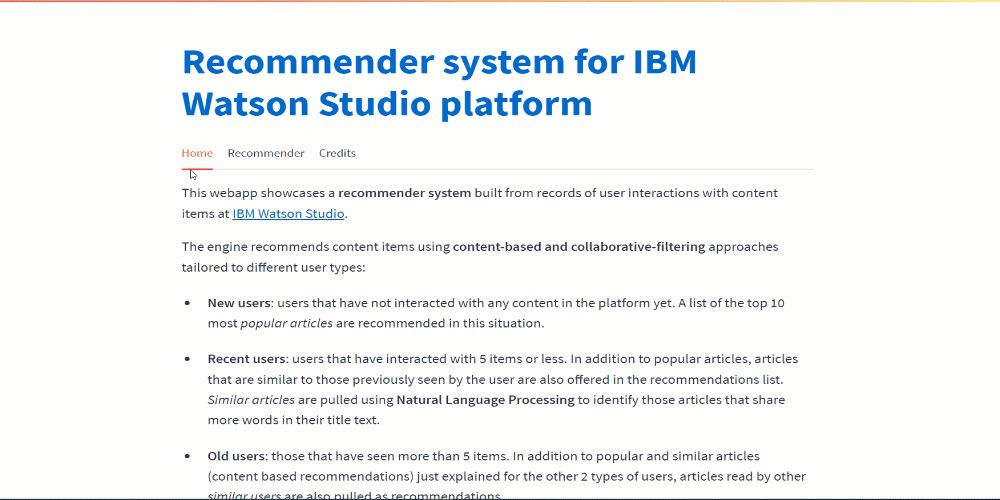 Recommender system for IBM
Watson Studio platform
Home Recommender Credits
This webapp showcases a recommender system built from records of user interactions with content
items at IBM Watson Studio.
The engine recommends content items using content-based and collaborative-filtering approaches
tailored to different user types:
• New users: users that have not interacted with any content in the platform yet. A list of the top 10
most popular articles are recommended in this situation.
• Recent users: users that have interacted with 5 items or less. In addition to popular articles, articles
that are similar to those previously seen by the user are also offered in the recommendations list.
Similar articles are pulled using Natural Language Processing to identify those articles that share
more words in their title text.
• Old users: those that have seen more than 5 items. In addition to popular and similar articles
(content based recommendations) just explained for the other 2 types of users, articles read by other
similar users are also pulled as recommendations.